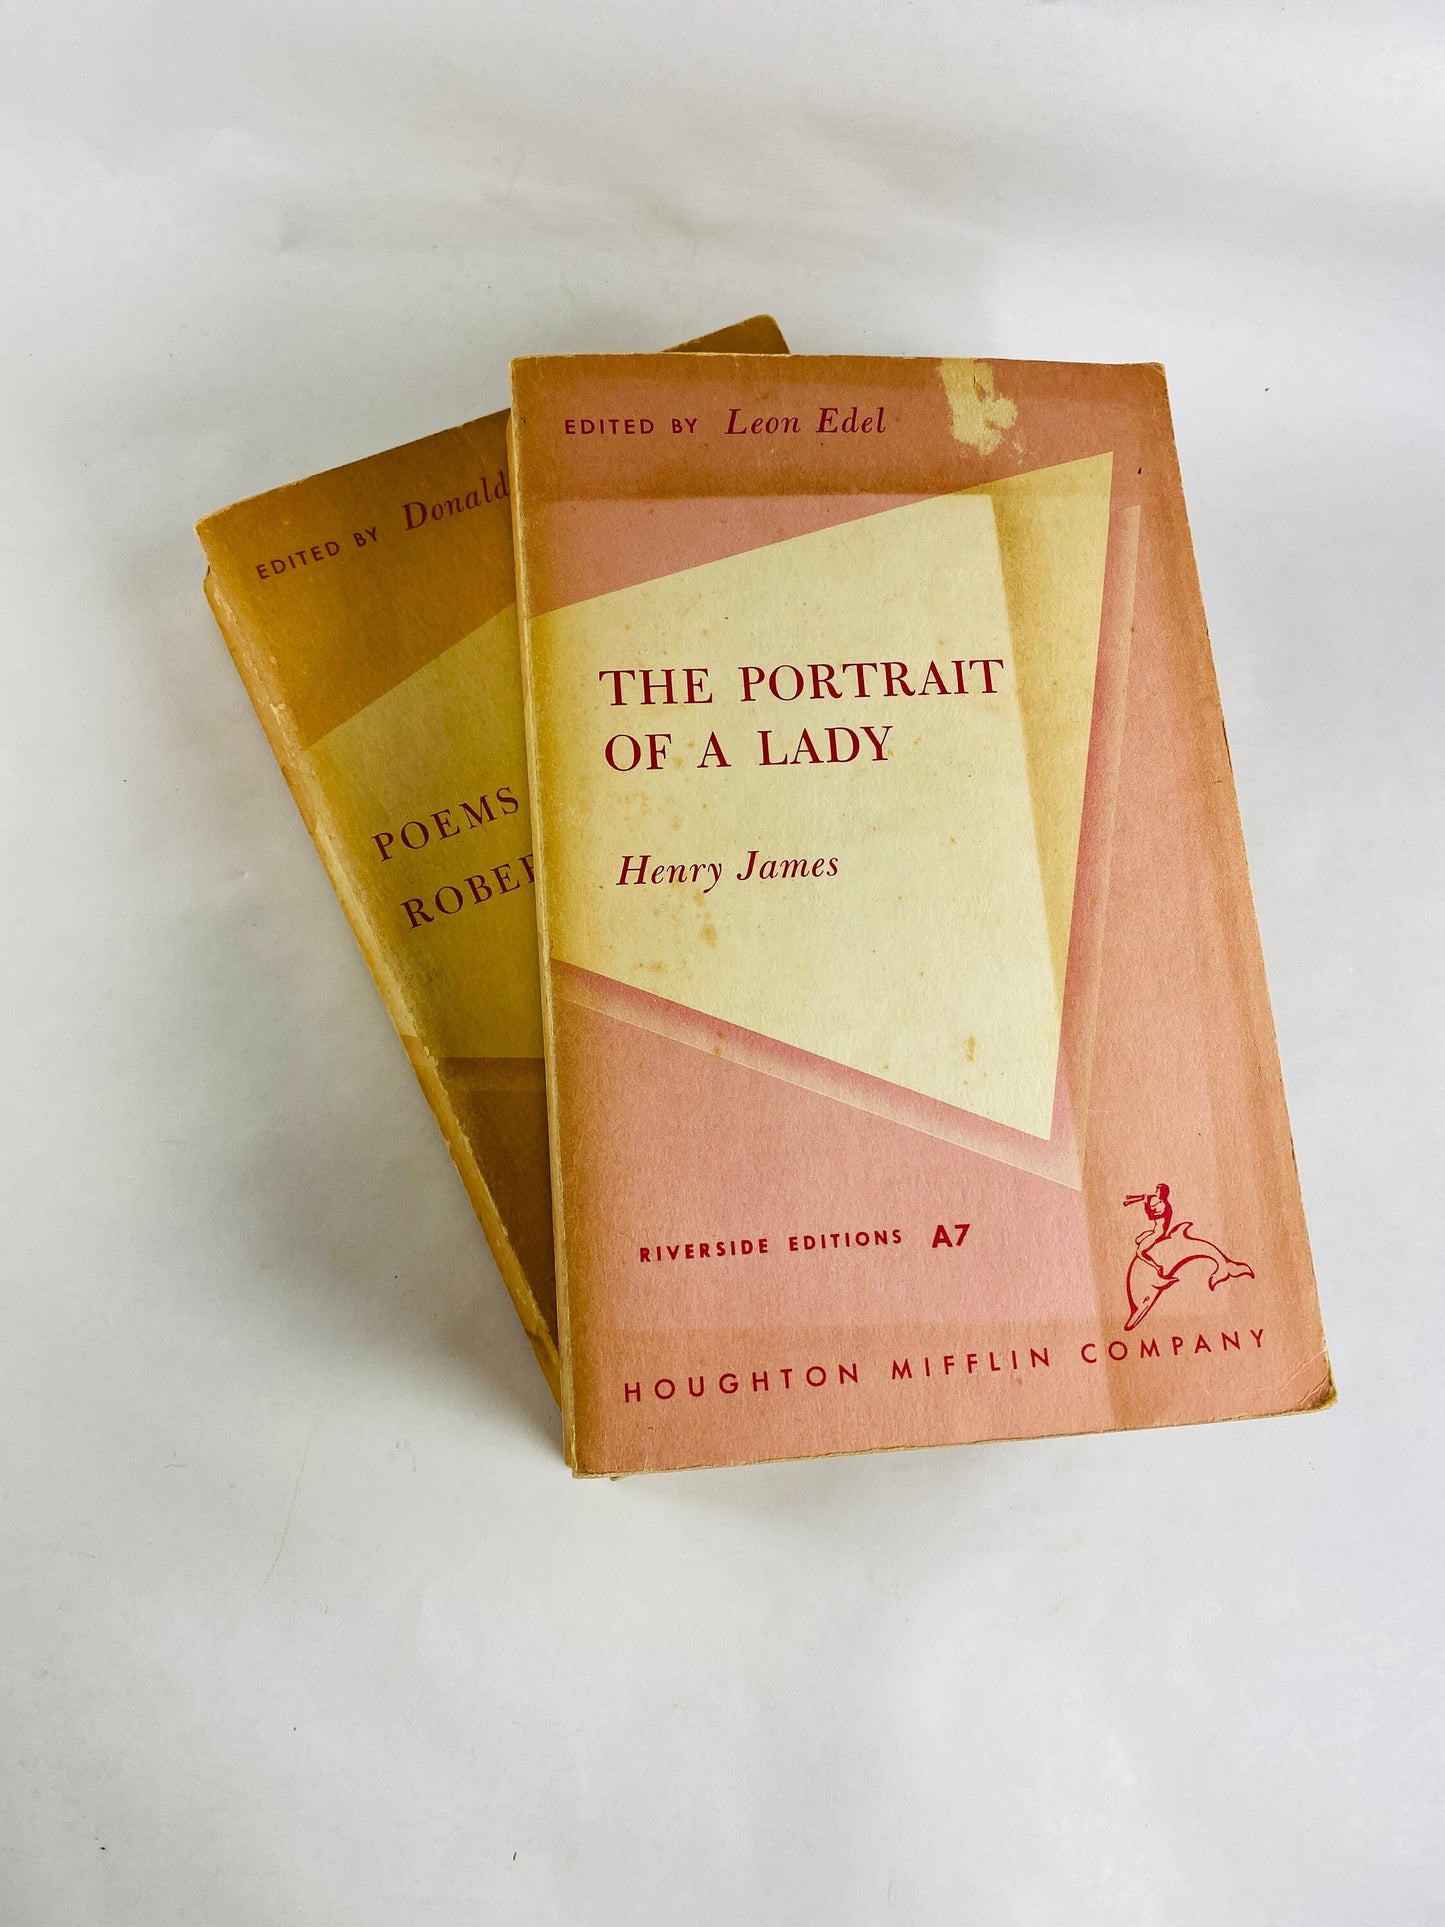 EDITED BY Donald
POEMS
EDITED BY Leon Edel
THE PORTRAIT
OF A LADY
Henry James
RIVERSIDE EDITIONS A7
HOUGHTON MIFFLIN COMPANY